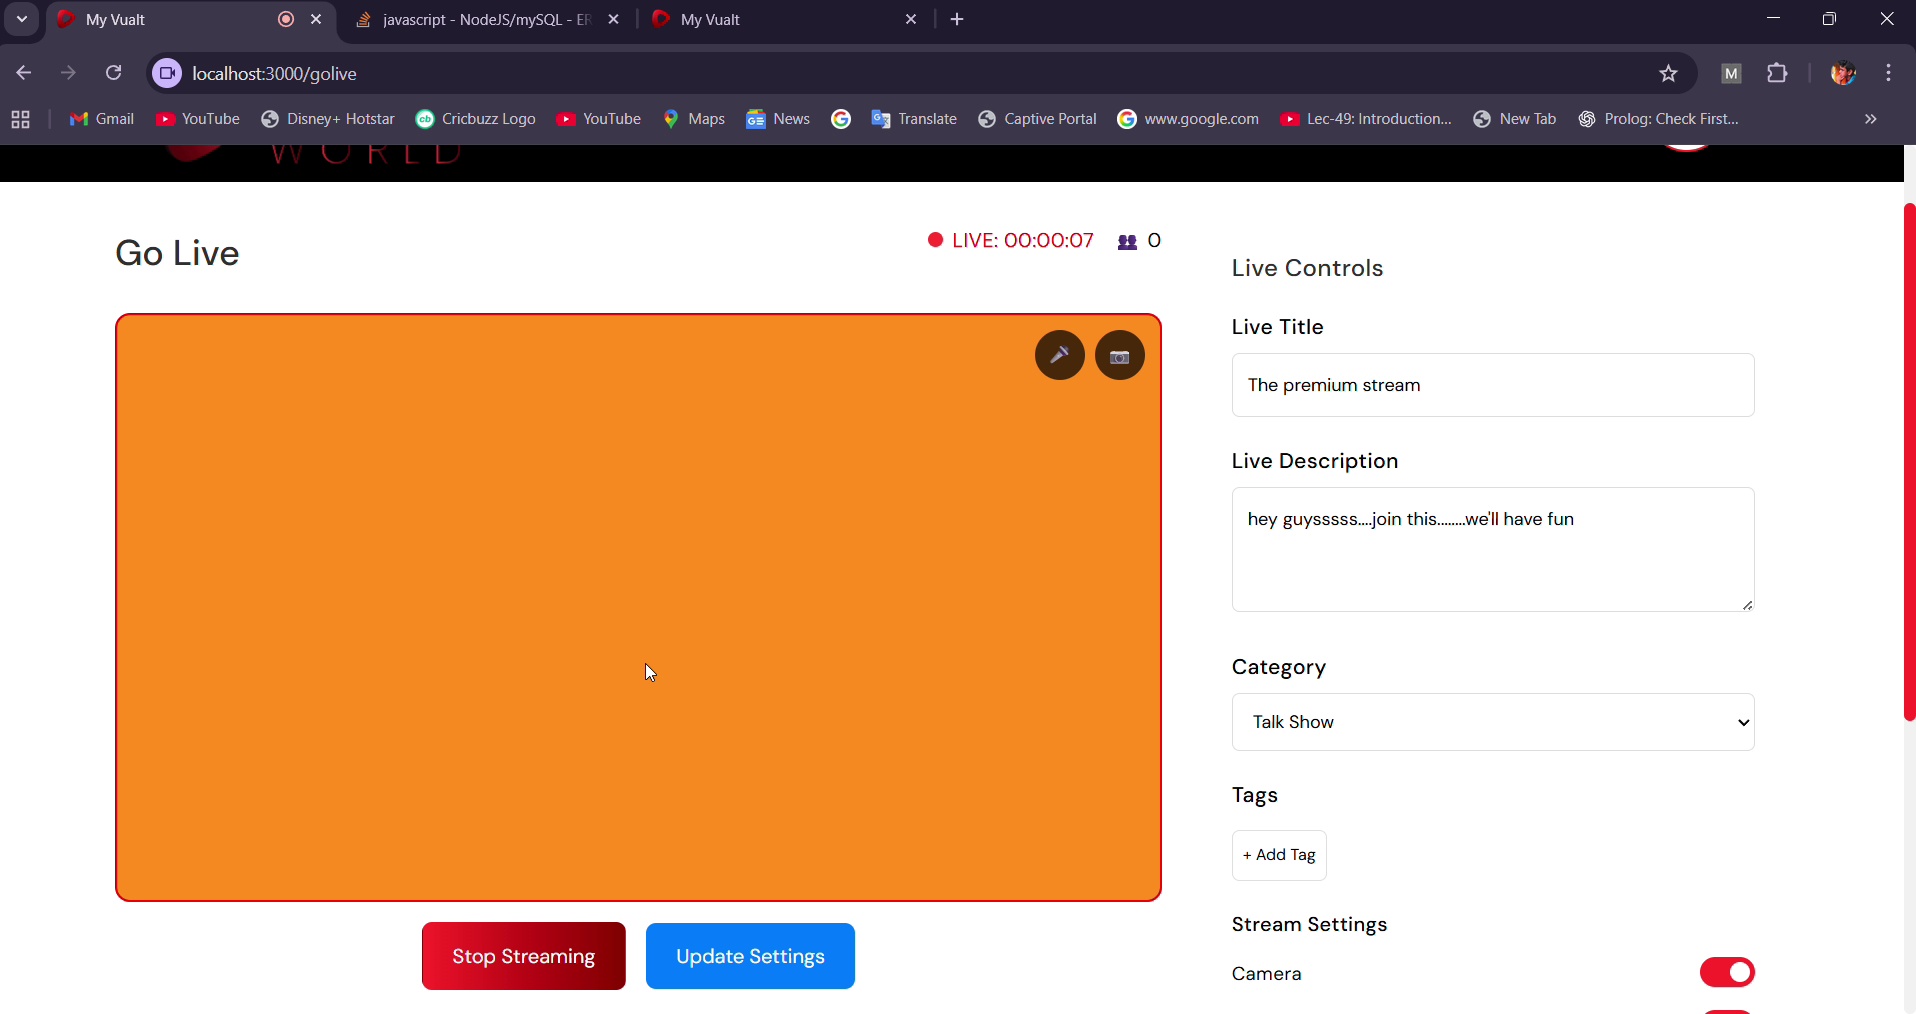 My Vualt
javascript - NodeJS/mySQL - ER
My Vualt
localhost:3000/golive
M
Gmail
YouTube
Disney+ Hotstar
cb
Cricbuzz Logo
YouTube
Maps
News
Translate
Captive Portal
www.google.com
Lec-49: Introduction...
New Tab
Prolog: Check First...
WORLD
Go Live
LIVE: 00:00:07
0
Live Controls
Live Title
The premium stream
Live Description
hey guysssss....join this........we'll have fun
Category
Talk Show
Tags
+ Add Tag
Stream Settings
Stop Streaming
Update Settings
Camera